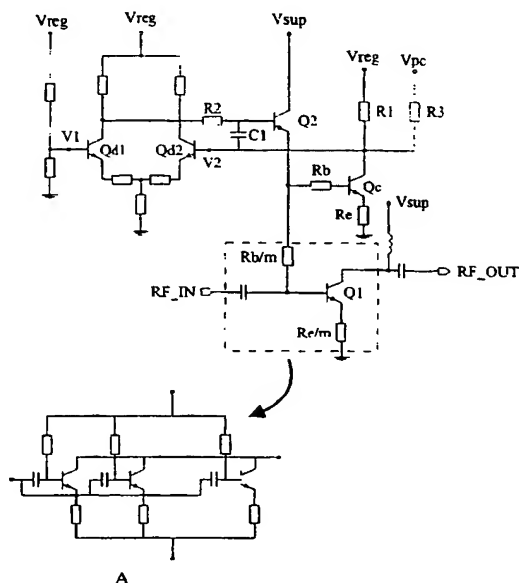 Vreg
Vreg
Vsup
Vreg
Vpc
R2
Q2
R1
R3
C1
V1
Qd1
Qd2
V2
Rb
Qc
Re
Vsup
Rb/m
RF_IN
Q1
RF_OUT
Re/m
A